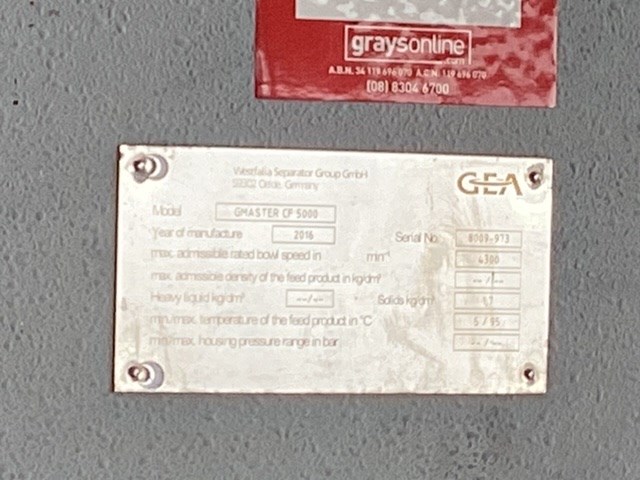 graysonline
.com
A.B.N. 34 119 696 070 A.C.N. 119 696 070
(08) 8304 6700
Westfalia Separator Group GmbH
59302 Oelde, Germany
GEA
Model GMASTER CP 5000
Year of manufacture 2016 Serial No. 8009-973
max. admissible rated bowl speed in min⁻¹ 4300
max. admissible density of the feed product in kg/dm³ --/--
Heavy liquid kg/dm³ --/-- Solids kg/dm³
min./max. temperature of the feed product in °C 5 / 95
min./max. housing pressure range in bar --/--